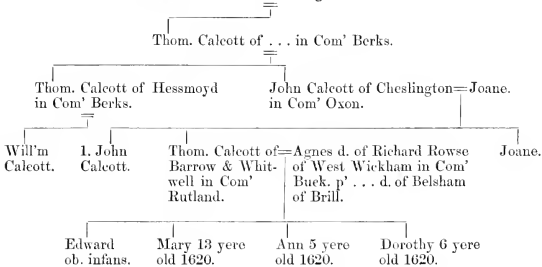 Thom. Calcott of . . . in Com' Berks.
Thom. Calcott of Hessmoyd
in Com' Berks.
John Calcott of Cheslington=Joane.
in Com' Oxon.
Will'm
Calcott.
1. John
Calcott.
Thom. Calcott of=Agnes d. of Richard Rowse
Barrow & Whit- of West Wickham in Com'
well in Com' Buck. p' . . . d. of Belsham
Rutland. of Brill.
Joane.
Edward
ob. infans.
Mary 13 yere
old 1620.
Ann 5 yere
old 1620.
Dorothy 6 yere
old 1620.